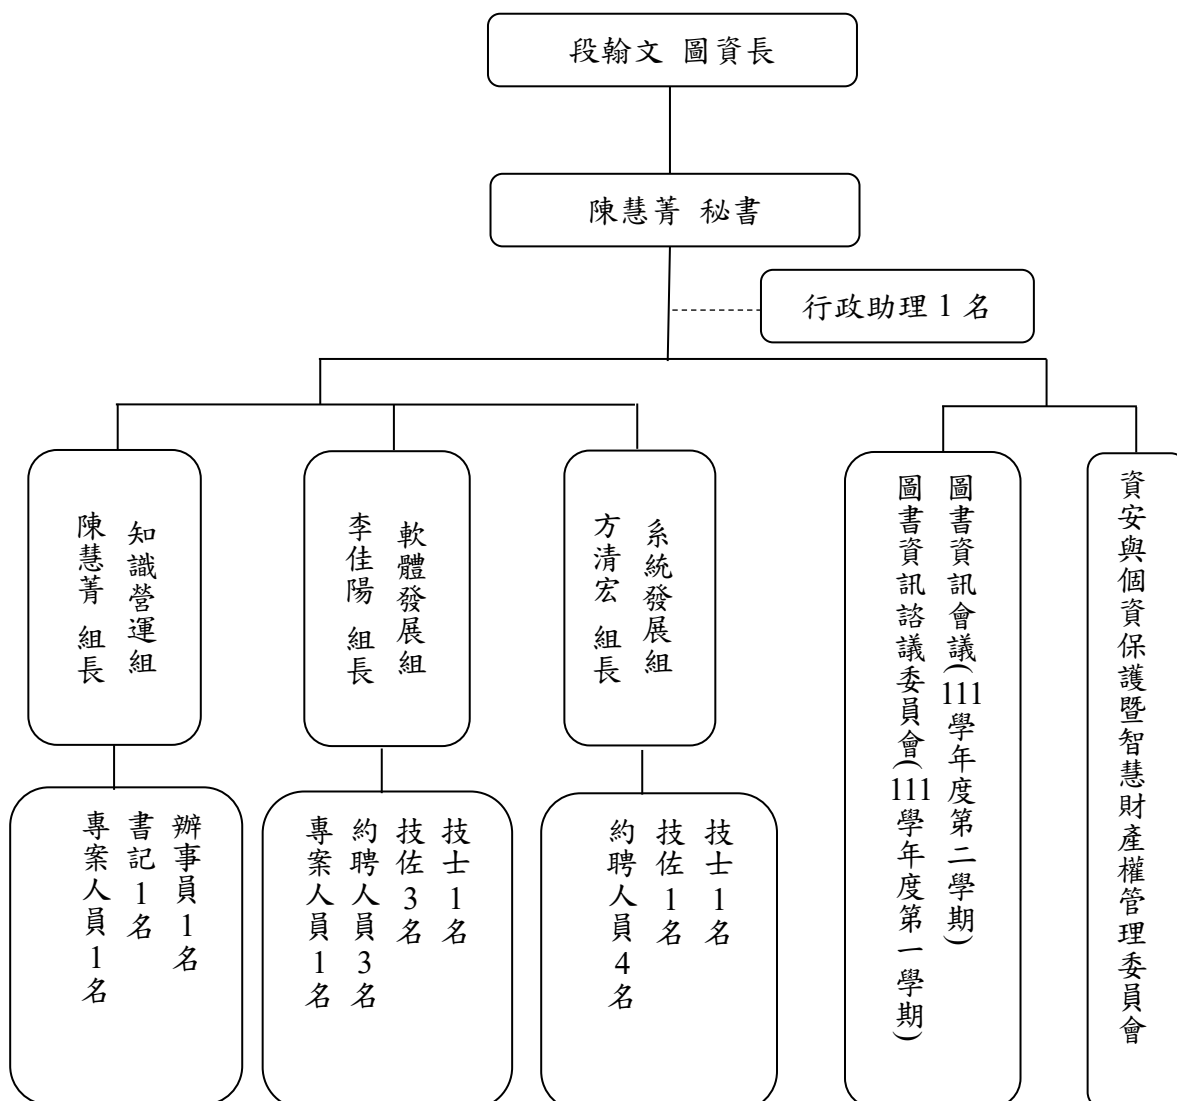 段翰文 圖資長
陳慧菁 秘書
行政助理 1 名
知識營運組
陳慧菁 組長
軟體發展組
李佳陽 組長
系統發展組
方清宏 組長
圖書資訊會議(111學年度第二學期)
圖書資訊諮議委員會(111學年度第一學期)
資安與個資保護暨智慧財產權管理委員會
辦事員1名
書記1名
專案人員1名
技士1名
技佐3名
約聘人員3名
專案人員1名
技士1名
技佐1名
約聘人員4名